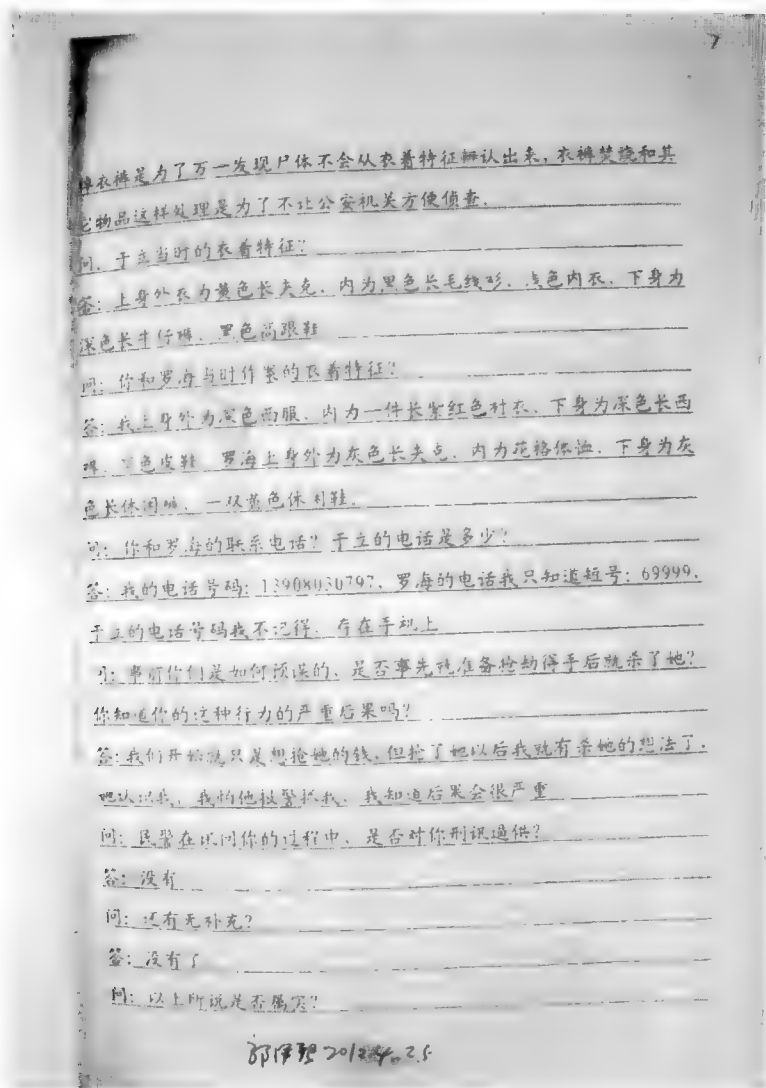 7
掉衣裤是为了万一发现尸体不会从衣着特征辨认出来,衣裤焚烧和其
它物品这样处理是为了不让公安机关方便侦查.
问:于立当时的衣着特征?
答:上身外衣为黄色长夹克、内为黑色长毛线衫、色内衣、下身为
深色长牛仔裤、黑色高跟鞋
问:你和罗海当时作案的衣着特征?
答:我上身外为深色西服、内为一件长紫红色衬衣、下身为深色长西
裤、色皮鞋 罗海上身外为灰色长夹克、内为花格体恤、下身为灰
色长休闲裤、一双黄色休闲鞋.
问:你和罗海的联系电话?于立的电话是多少?
答:我的电话号码:、罗海的电话我只知道短号:69999.
于立的电话号码我不记得、存在手机上
问:事前你们是如何预谋的、是否事先就准备抢劫得手后就杀了她?
你知道你的这种行为的严重后果吗?
答:我们开始就只是想抢她的钱.但抢了她以后我就有杀她的想法了.
她认识我、我怕他报警抓我、我知道后果会很严重
问:民警在讯问你的过程中、是否对你刑讯逼供?
答:没有
问:还有无补充?
答:没有了
问:以上所说是否属实?